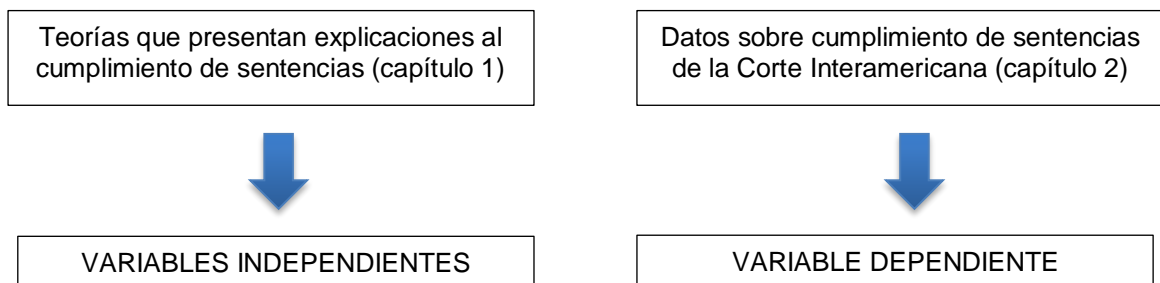 Teorías que presentan explicaciones al
cumplimiento de sentencias (capítulo 1)
Datos sobre cumplimiento de sentencias
de la Corte Interamericana (capítulo 2)
VARIABLES INDEPENDIENTES
VARIABLE DEPENDIENTE